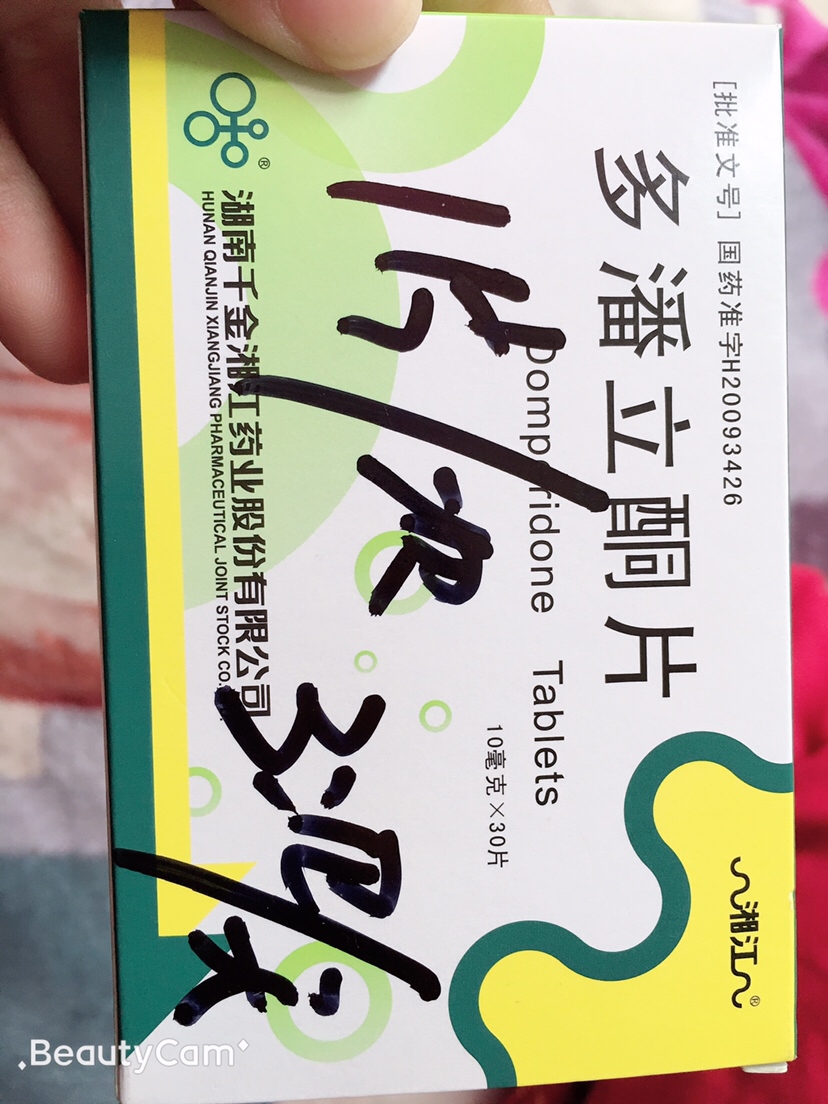 [批准文号] 国药准字H20093426
多潘立酮片
Domperidone Tablets
10毫克×30片
湘江®
1片/次
3 /天
®
湖南千金湘江药业股份有限公司
HUNAN QIANJIN XIANGJIANG PHARMACEUTICAL JOINT STOCK CO.
BeautyCam